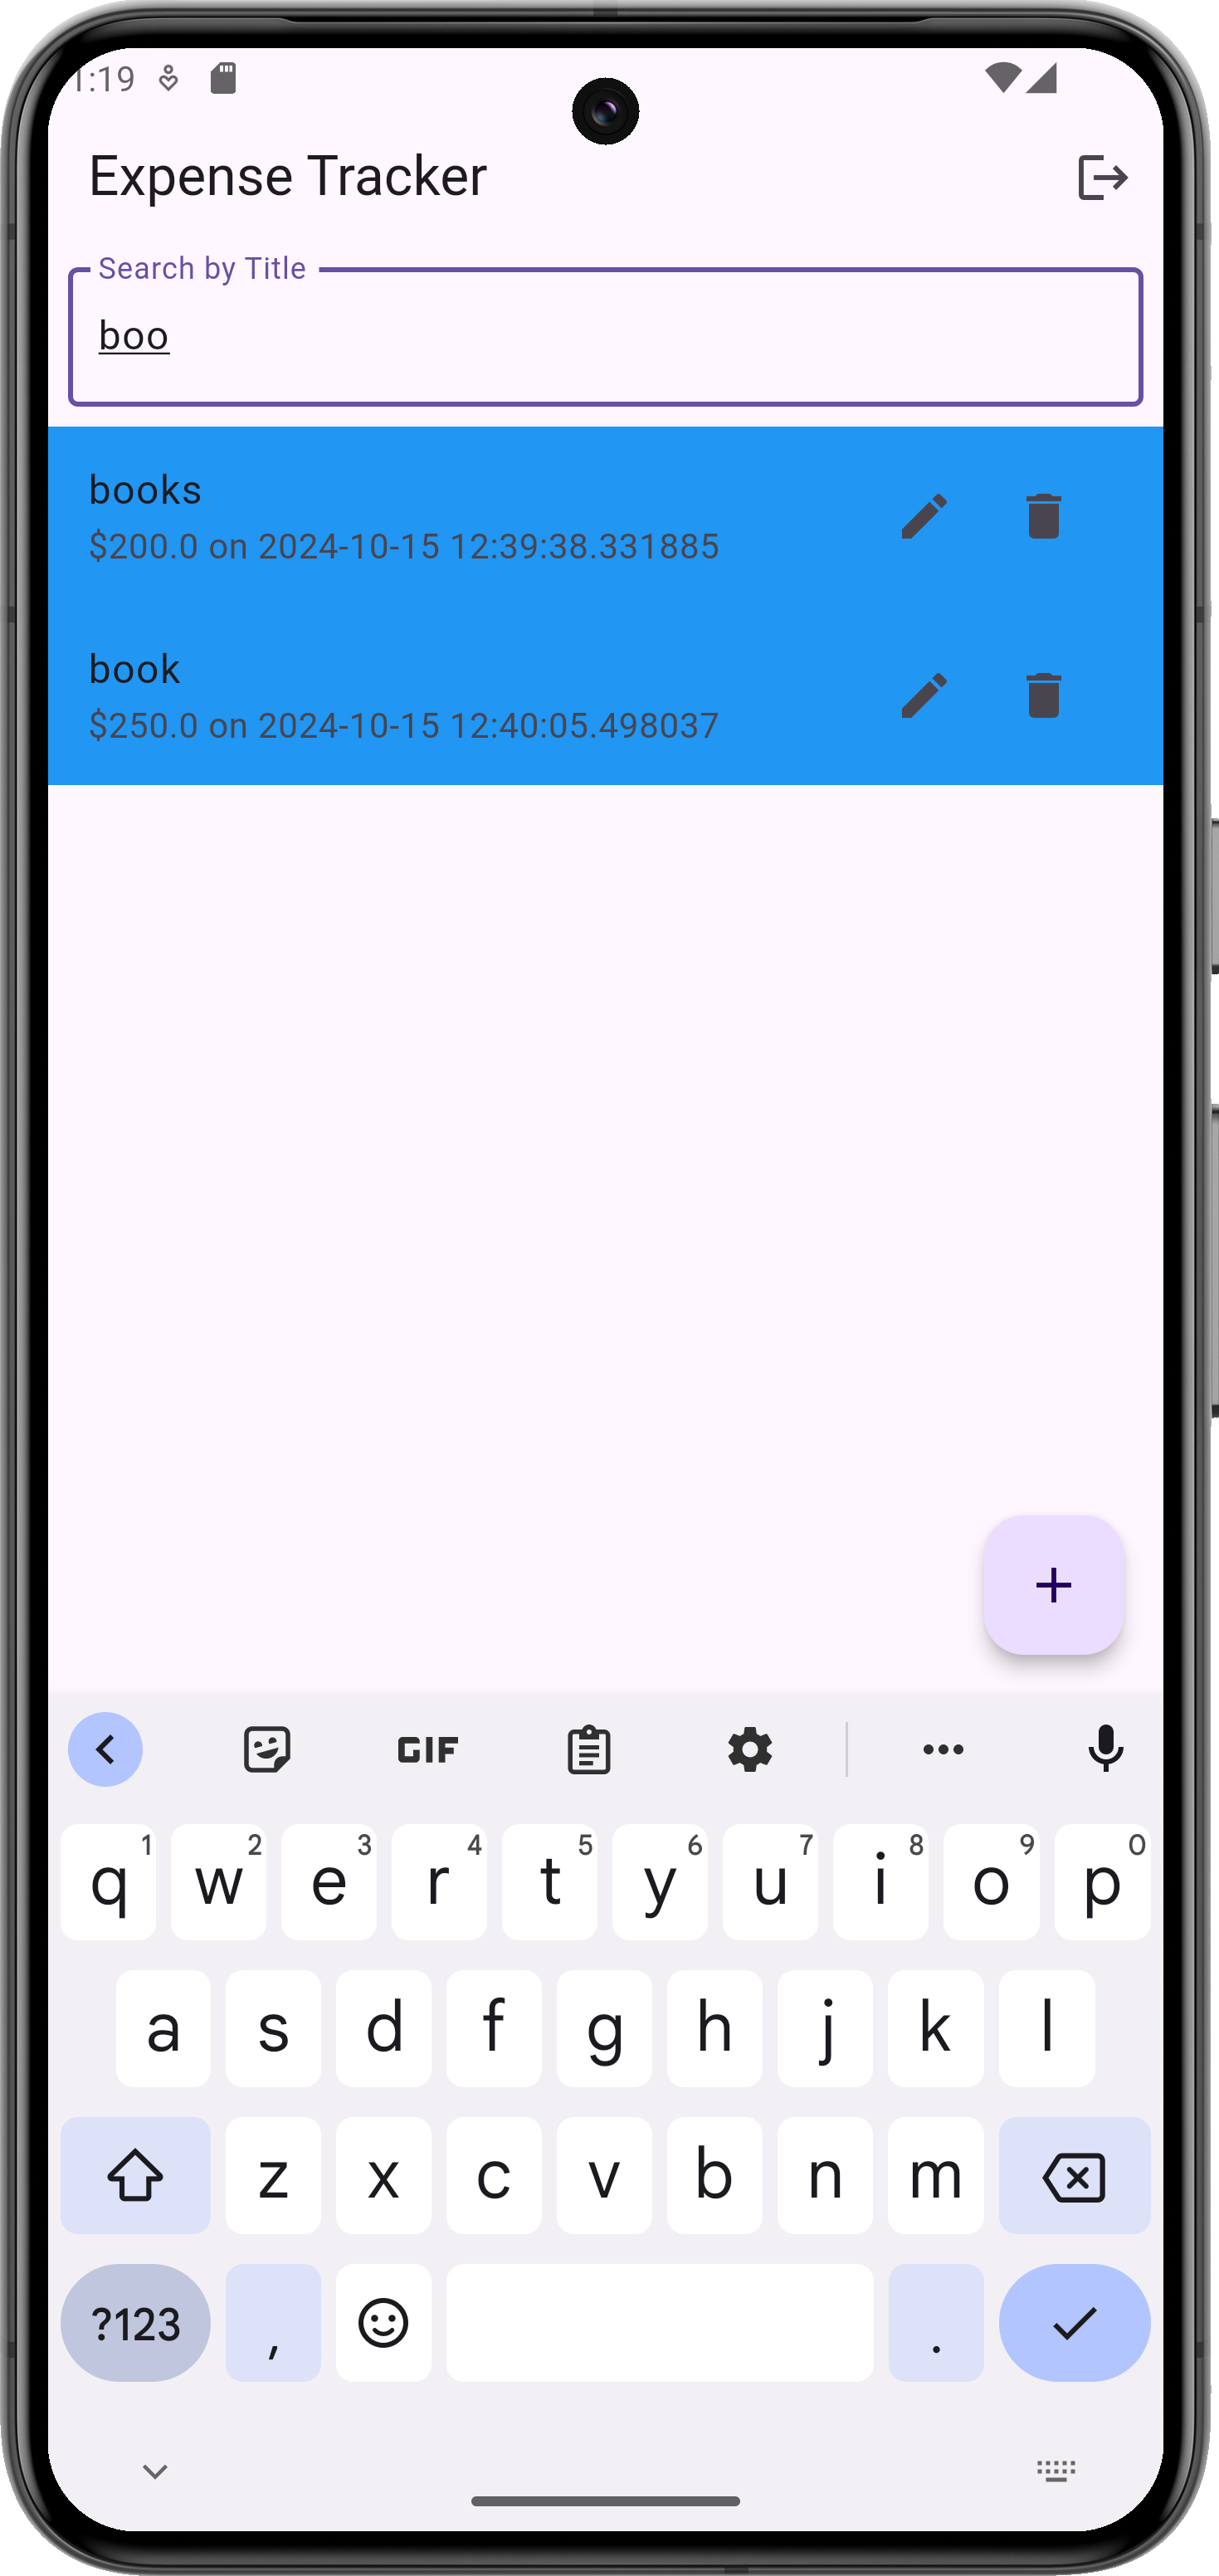 1:19
Expense Tracker
Search by Title
boo
books
$200.0 on 2024-10-15 12:39:38.331885
book
$250.0 on 2024-10-15 12:40:05.498037
GIF
q 1 w 2 e 3 r 4 t 5 y 6 u 7 i 8 o 9 p 0
a s d f g h j k l
z x c v b n m
?123 , .